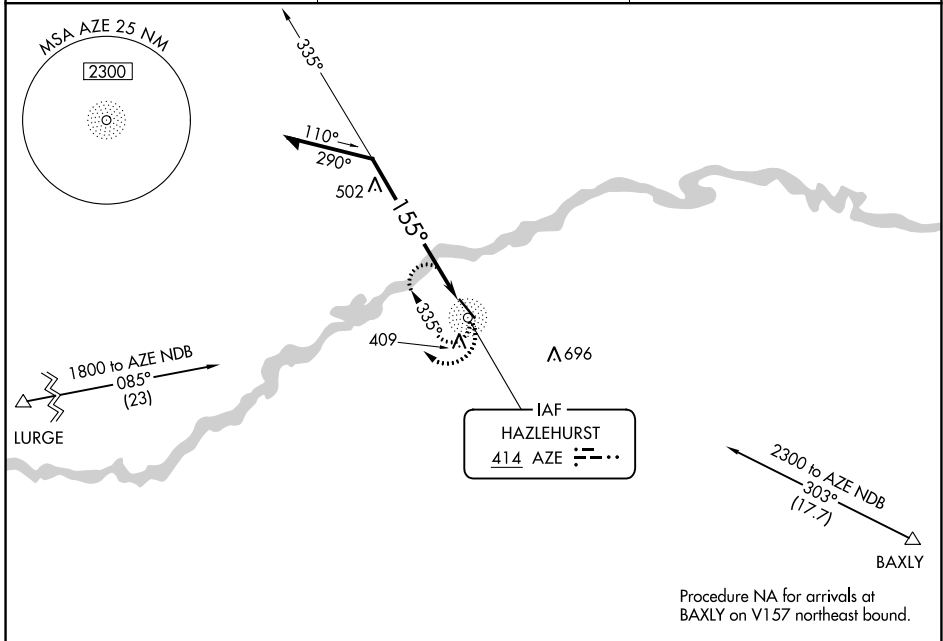 MSA AZE 25 NM
2300
335°
110°
290°
502
155°
335°
409
696
1800 to AZE NDB
085°
(23)
LURGE
IAF
HAZLEHURST
414 AZE
2300 to AZE NDB
303°
(17.7)
BAXLY
Procedure NA for arrivals at
BAXLY on V157 northeast bound.